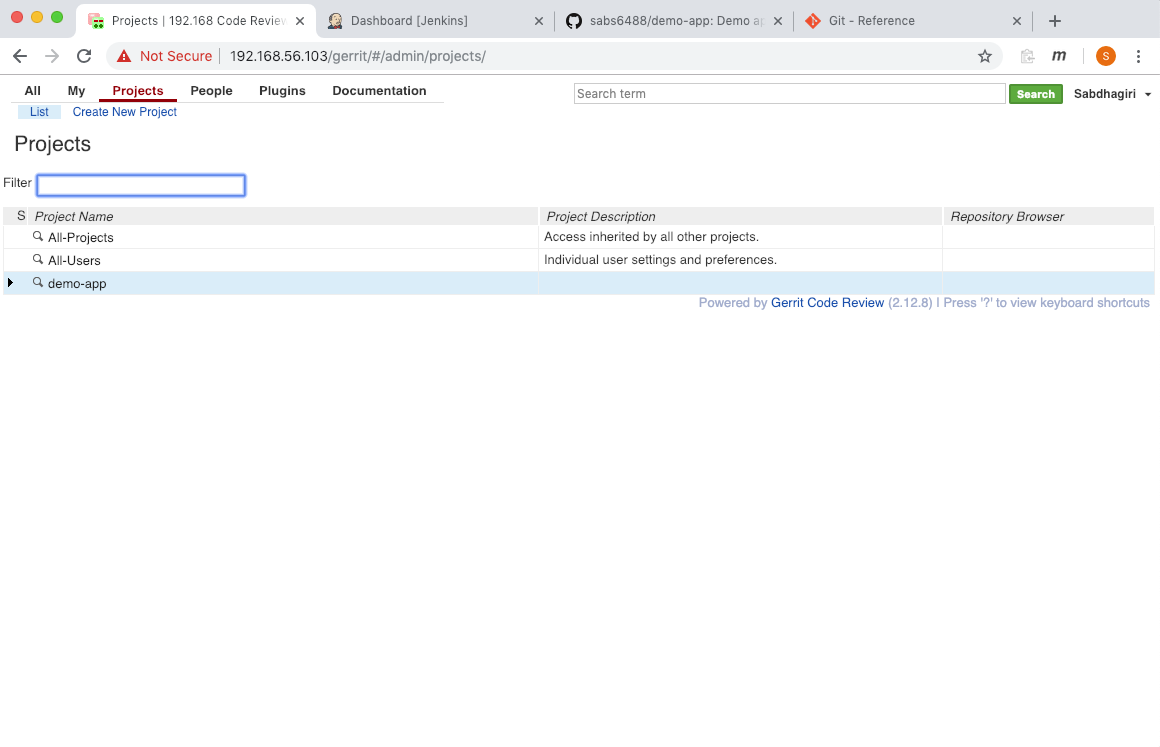 Projects | 192.168 Code Review
Dashboard [Jenkins]
sabs6488/demo-app: Demo ap
Git - Reference
Not Secure
192.168.56.103/gerrit/#/admin/projects/
m
S
All My Projects People Plugins Documentation
Search term
Search
Sabdhagiri
List Create New Project
Projects
Filter
S Project Name Project Description Repository Browser
All-Projects Access inherited by all other projects.
All-Users Individual user settings and preferences.
demo-app
Powered by Gerrit Code Review (2.12.8) | Press '?' to view keyboard shortcuts